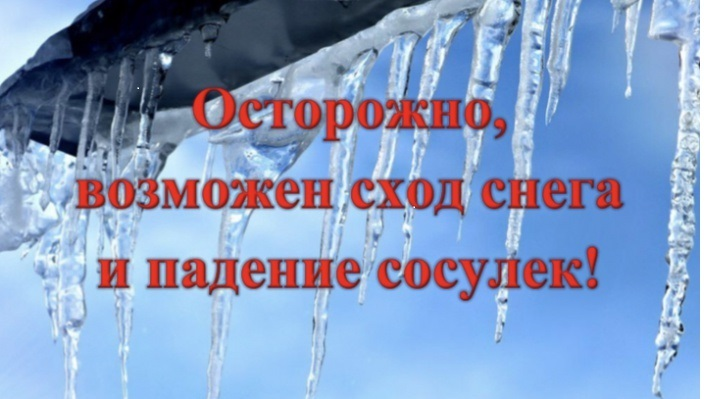 Осторожно,
возможен сход снега
и падение сосулек!